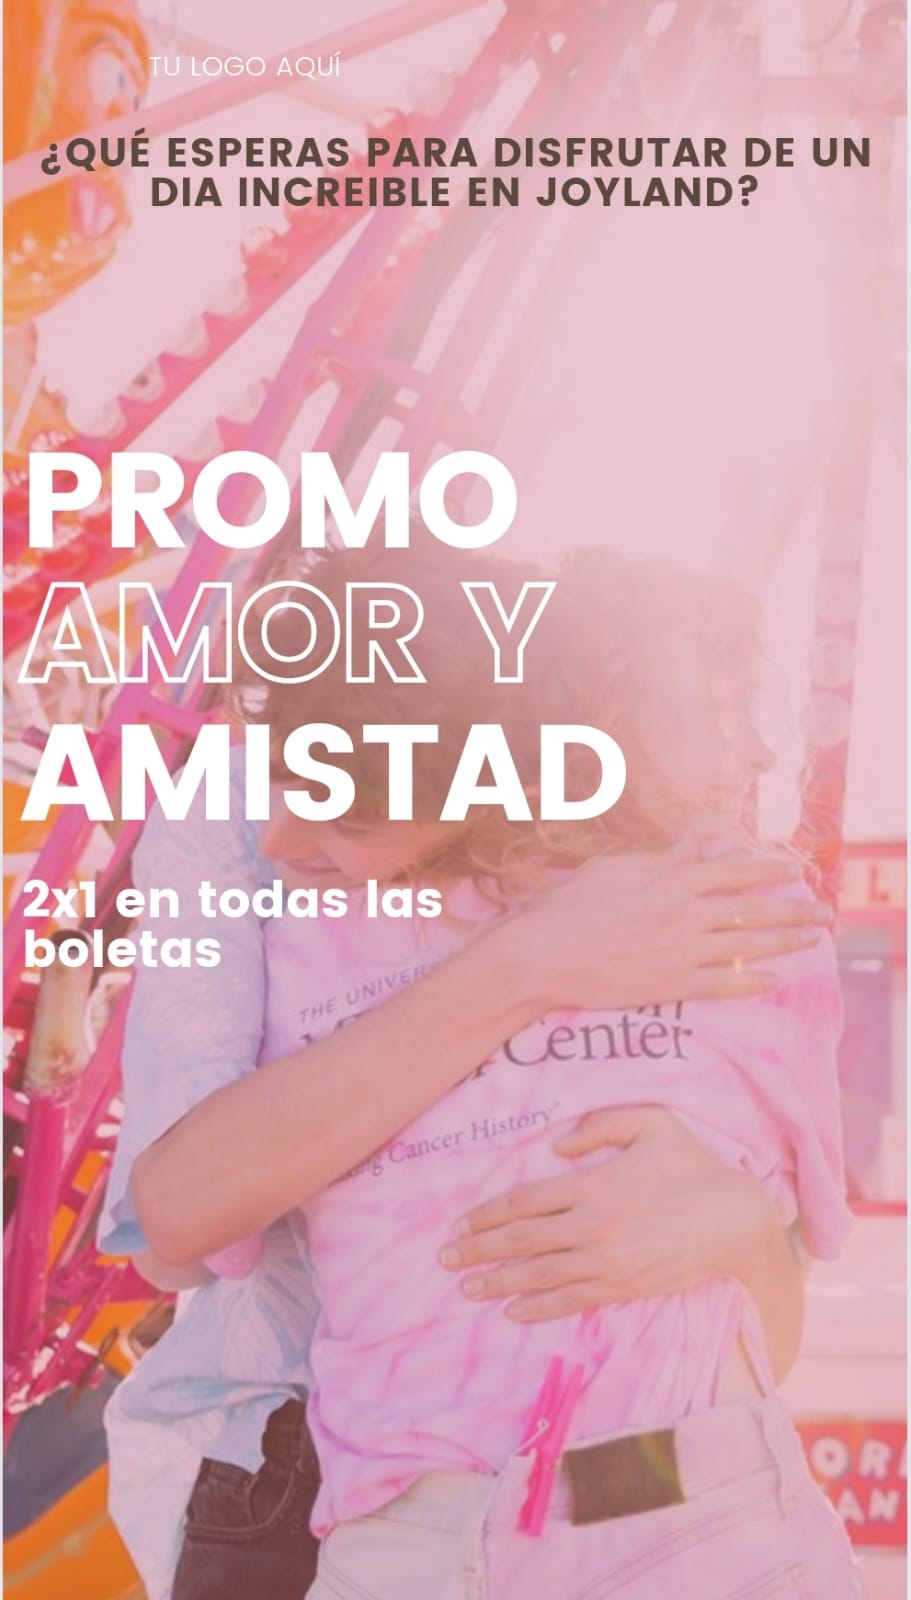 TU LOGO AQUÍ
¿QUÉ ESPERAS PARA DISFRUTAR DE UN
DIA INCREIBLE EN JOYLAND?
PROMO
AMOR Y
AMISTAD
2x1 en todas las
boletas
THE
Center
Cancer History